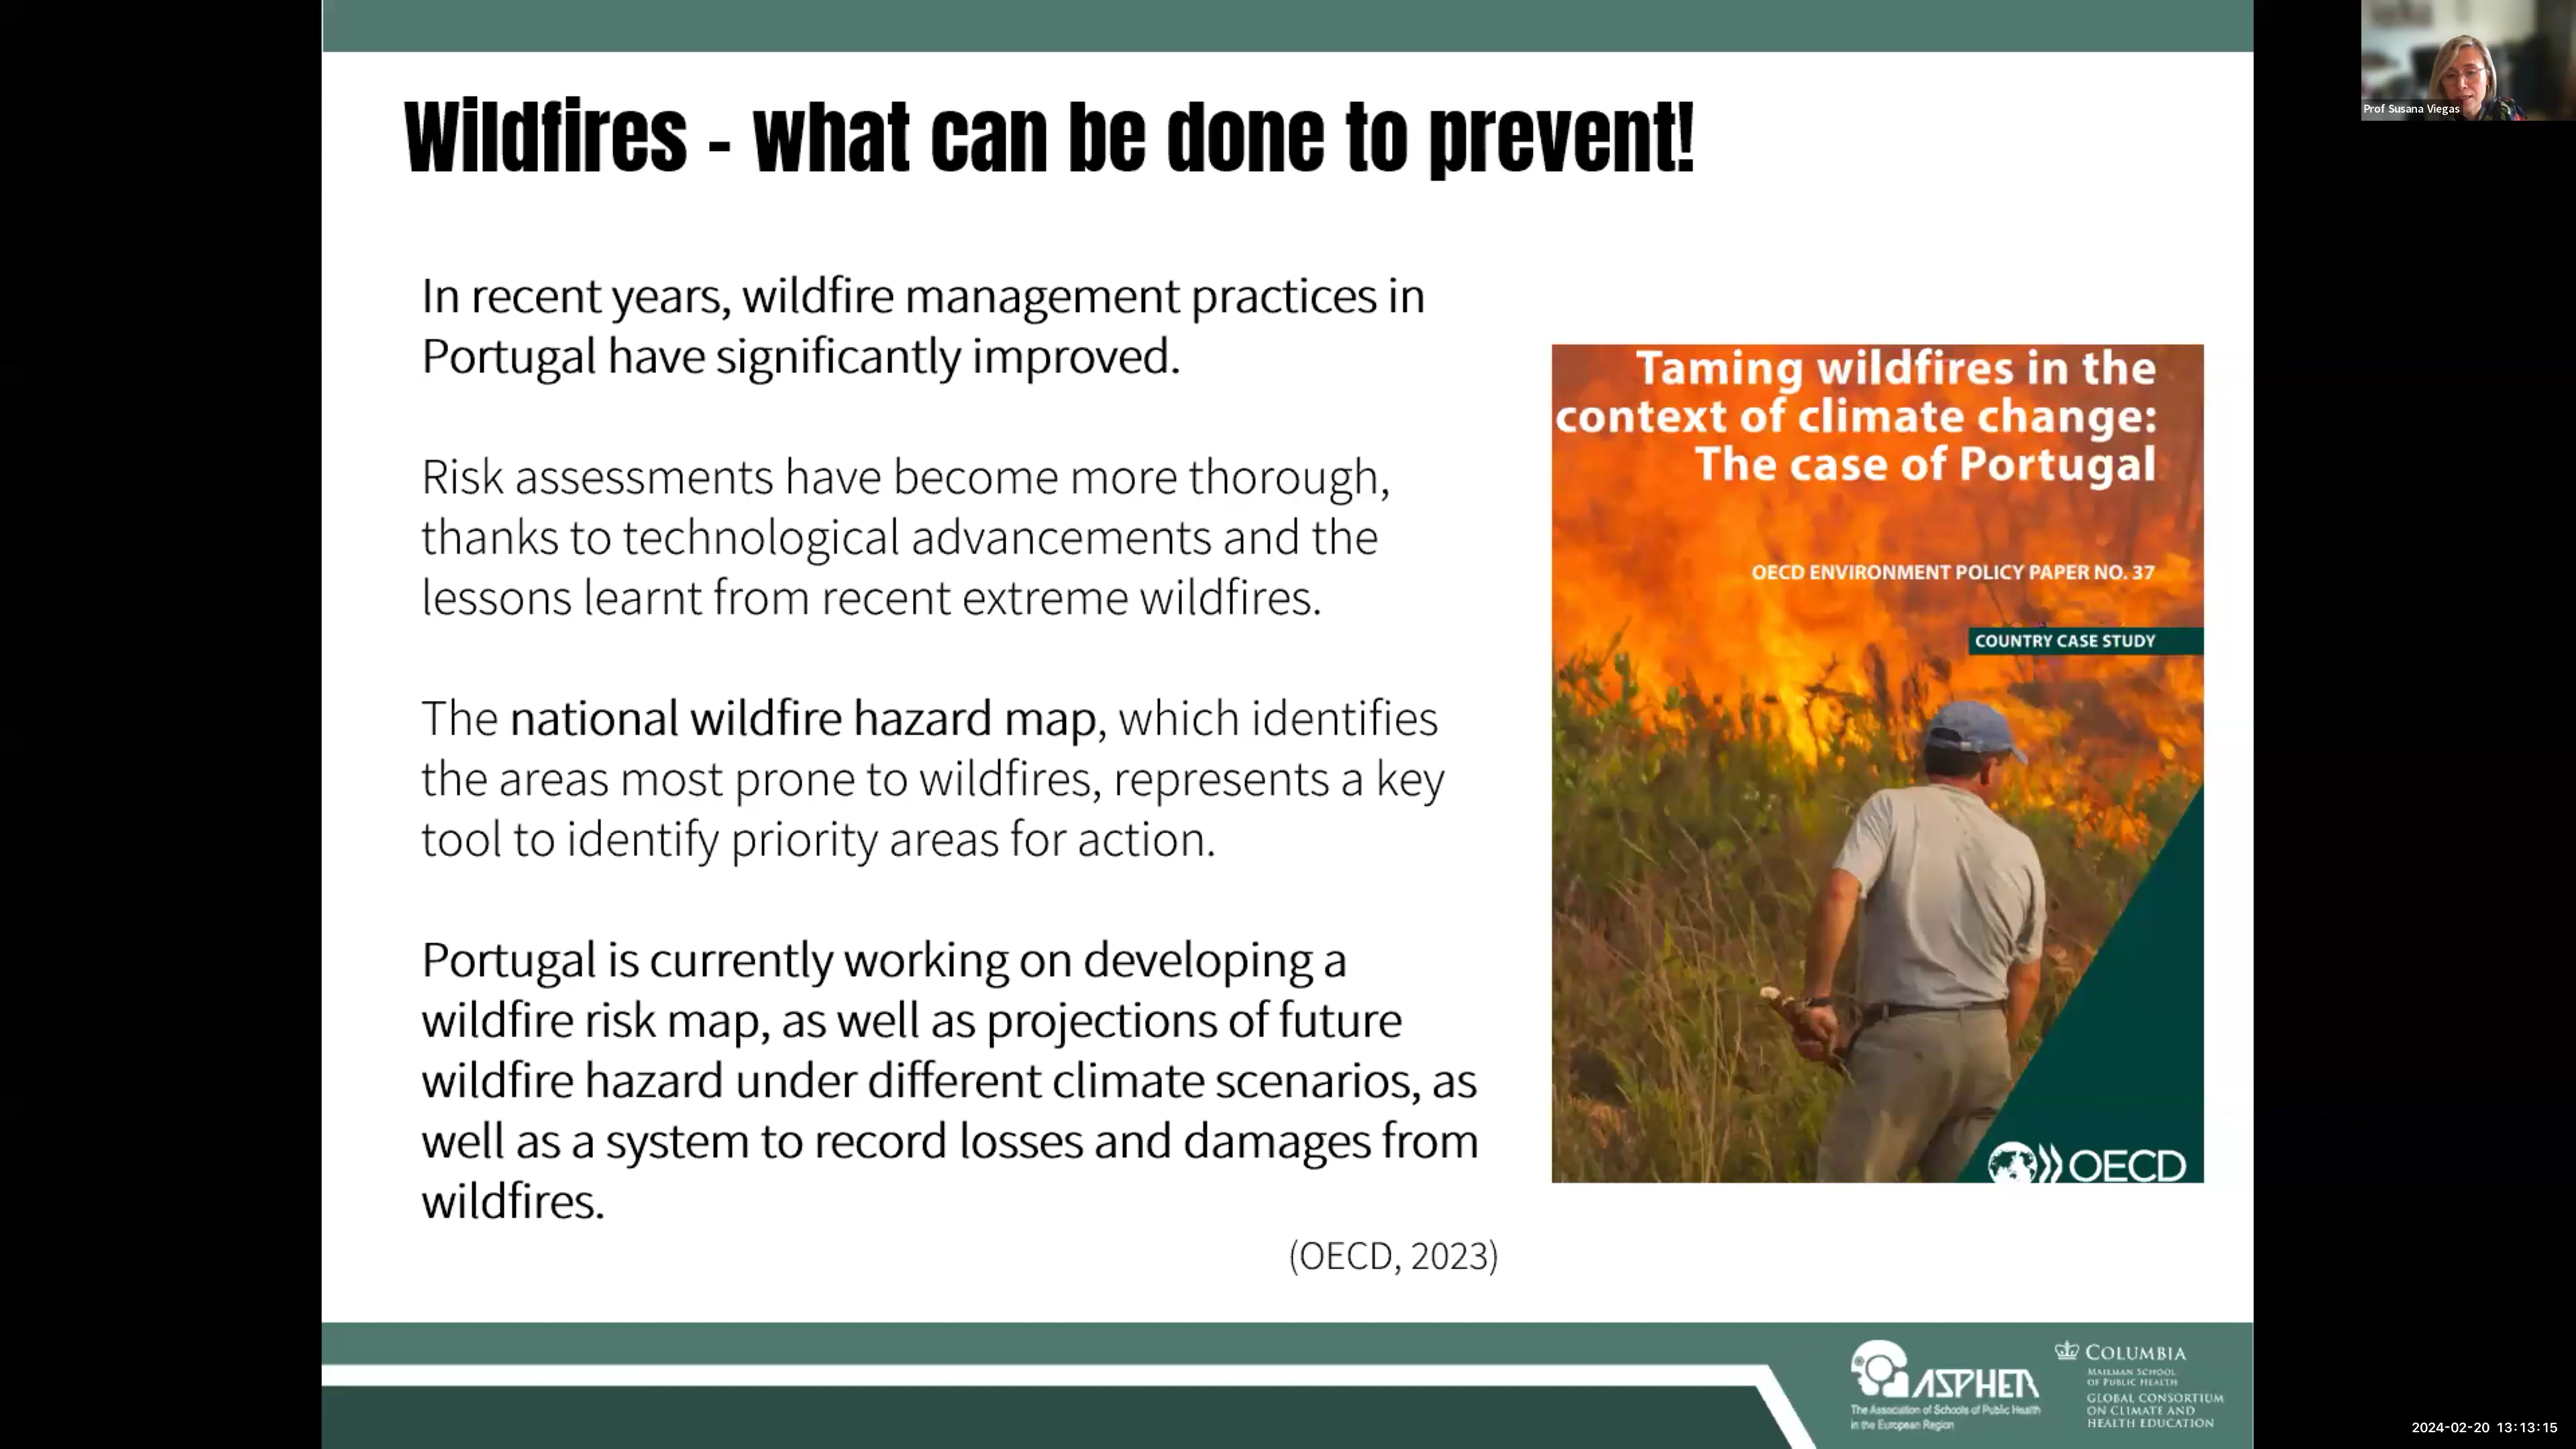 Wildfires - what can be done to prevent!
Prof Susana Viegas
In recent years, wildfire management practices in
Portugal have significantly improved.
Risk assessments have become more thorough,
thanks to technological advancements and the
lessons learnt from recent extreme wildfires.
The national wildfire hazard map, which identifies
the areas most prone to wildfires, represents a key
tool to identify priority areas for action.
Portugal is currently working on developing a
wildfire risk map, as well as projections of future
wildfire hazard under different climate scenarios, as
well as a system to record losses and damages from
wildfires.
(OECD, 2023)
Taming wildfires in the
context of climate change:
The case of Portugal
OECD ENVIRONMENT POLICY PAPER NO. 37
COUNTRY CASE STUDY
OECD
ASPHER
The Association of Schools of Public Health
in the European Region
COLUMBIA
MAILMAN SCHOOL
OF PUBLIC HEALTH
GLOBAL CONSORTIUM
ON CLIMATE AND
HEALTH EDUCATION
2024-02-20 13:13:15